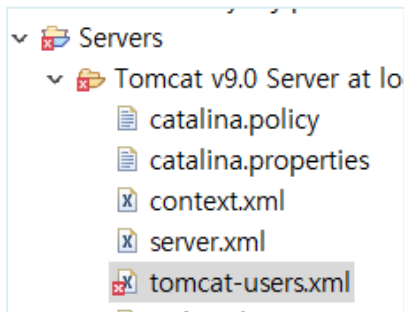 Servers
Tomcat v9.0 Server at lo
catalina.policy
catalina.properties
context.xml
server.xml
tomcat-users.xml